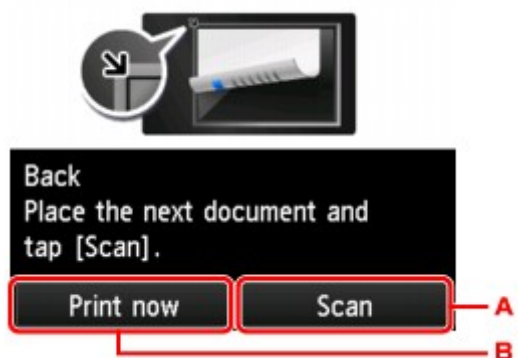 Back
Place the next document and
tap [Scan].
Print now Scan A
B